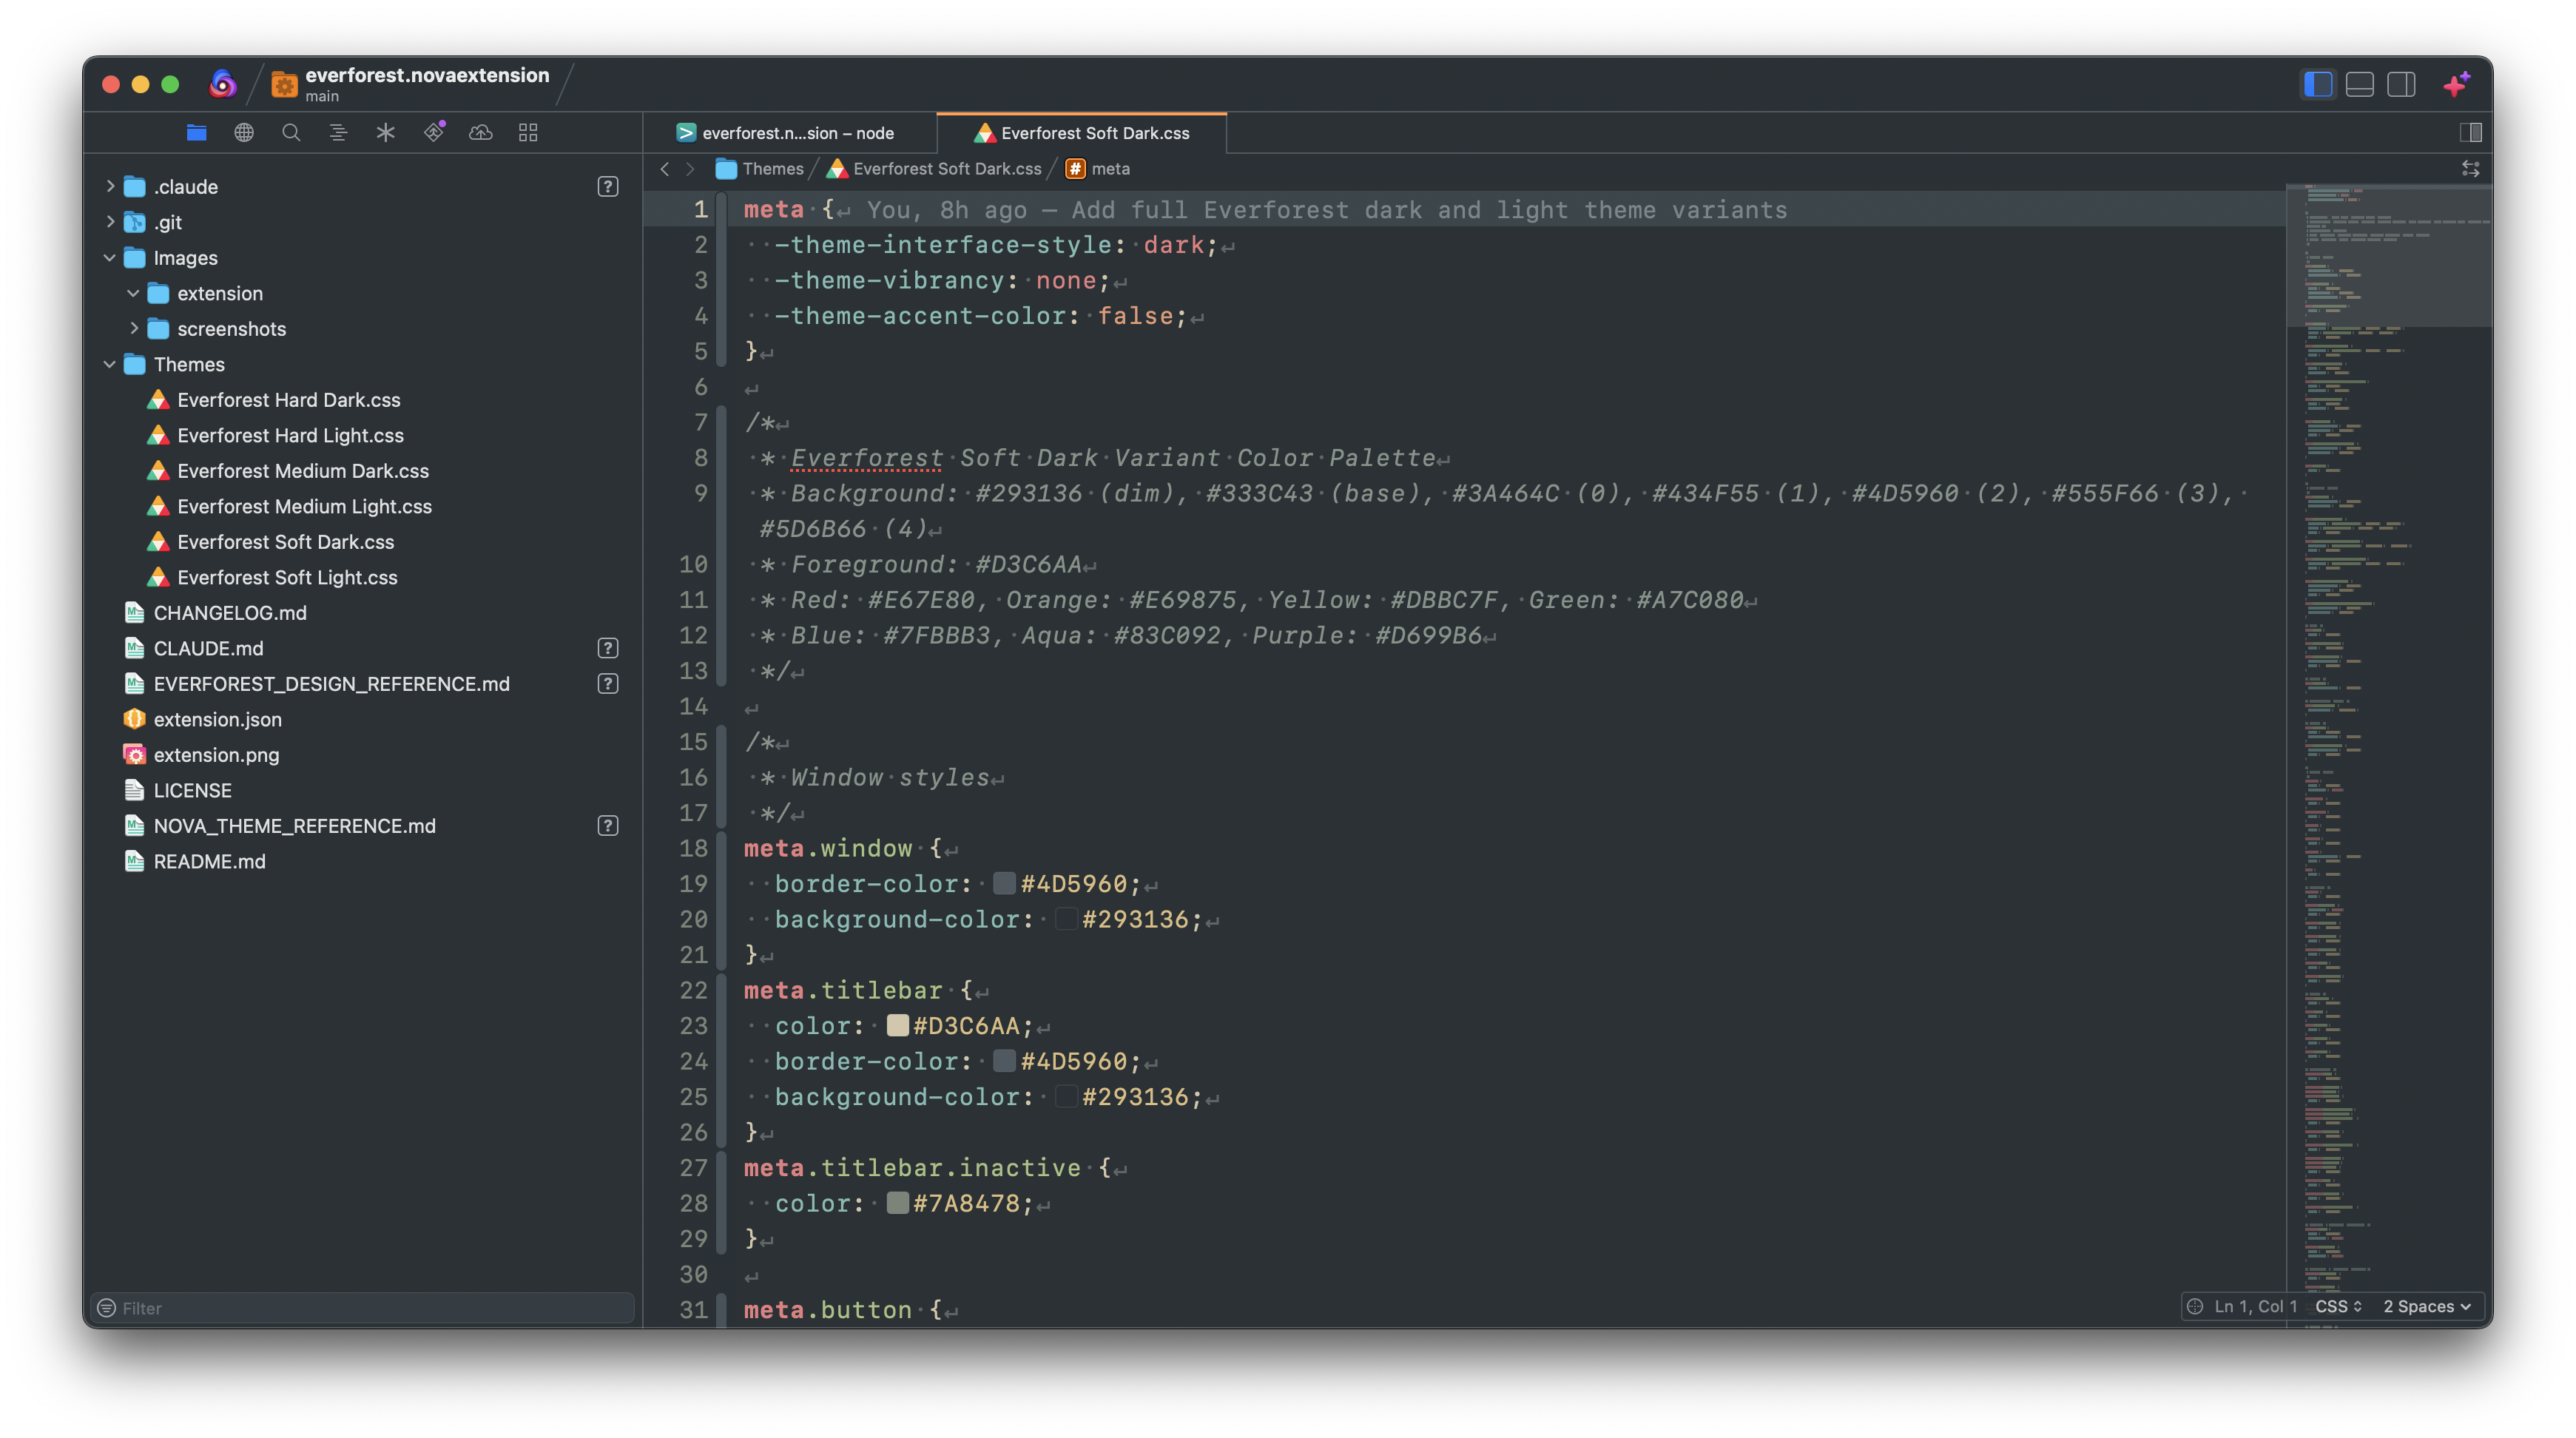 everforest.novaextension
main
everforest.n...sion – node
Everforest Soft Dark.css
Themes
Everforest Soft Dark.css
# meta
.claude
?
.git
Images
extension
screenshots
Themes
Everforest Hard Dark.css
Everforest Hard Light.css
Everforest Medium Dark.css
Everforest Medium Light.css
Everforest Soft Dark.css
Everforest Soft Light.css
CHANGELOG.md
CLAUDE.md
?
EVERFOREST_DESIGN_REFERENCE.md
?
extension.json
extension.png
LICENSE
NOVA_THEME_REFERENCE.md
?
README.md
Filter
1 meta { You, 8h ago — Add full Everforest dark and light theme variants
2 -theme-interface-style: dark;
3 -theme-vibrancy: none;
4 -theme-accent-color: false;
5 }
6
7 /*
8 * Everforest Soft Dark Variant Color Palette
9 * Background: #293136 (dim), #333C43 (base), #3A464C (0), #434F55 (1), #4D5960 (2), #555F66 (3),
#5D6B66 (4)
10 * Foreground: #D3C6AA
11 * Red: #E67E80, Orange: #E69875, Yellow: #DBBC7F, Green: #A7C080
12 * Blue: #7FBBB3, Aqua: #83C092, Purple: #D699B6
13 */
14
15 /*
16 * Window styles
17 */
18 meta.window {
19 border-color: #4D5960;
20 background-color: #293136;
21 }
22 meta.titlebar {
23 color: #D3C6AA;
24 border-color: #4D5960;
25 background-color: #293136;
26 }
27 meta.titlebar.inactive {
28 color: #7A8478;
29 }
30
31 meta.button {
Ln 1, Col 1 CSS 2 Spaces